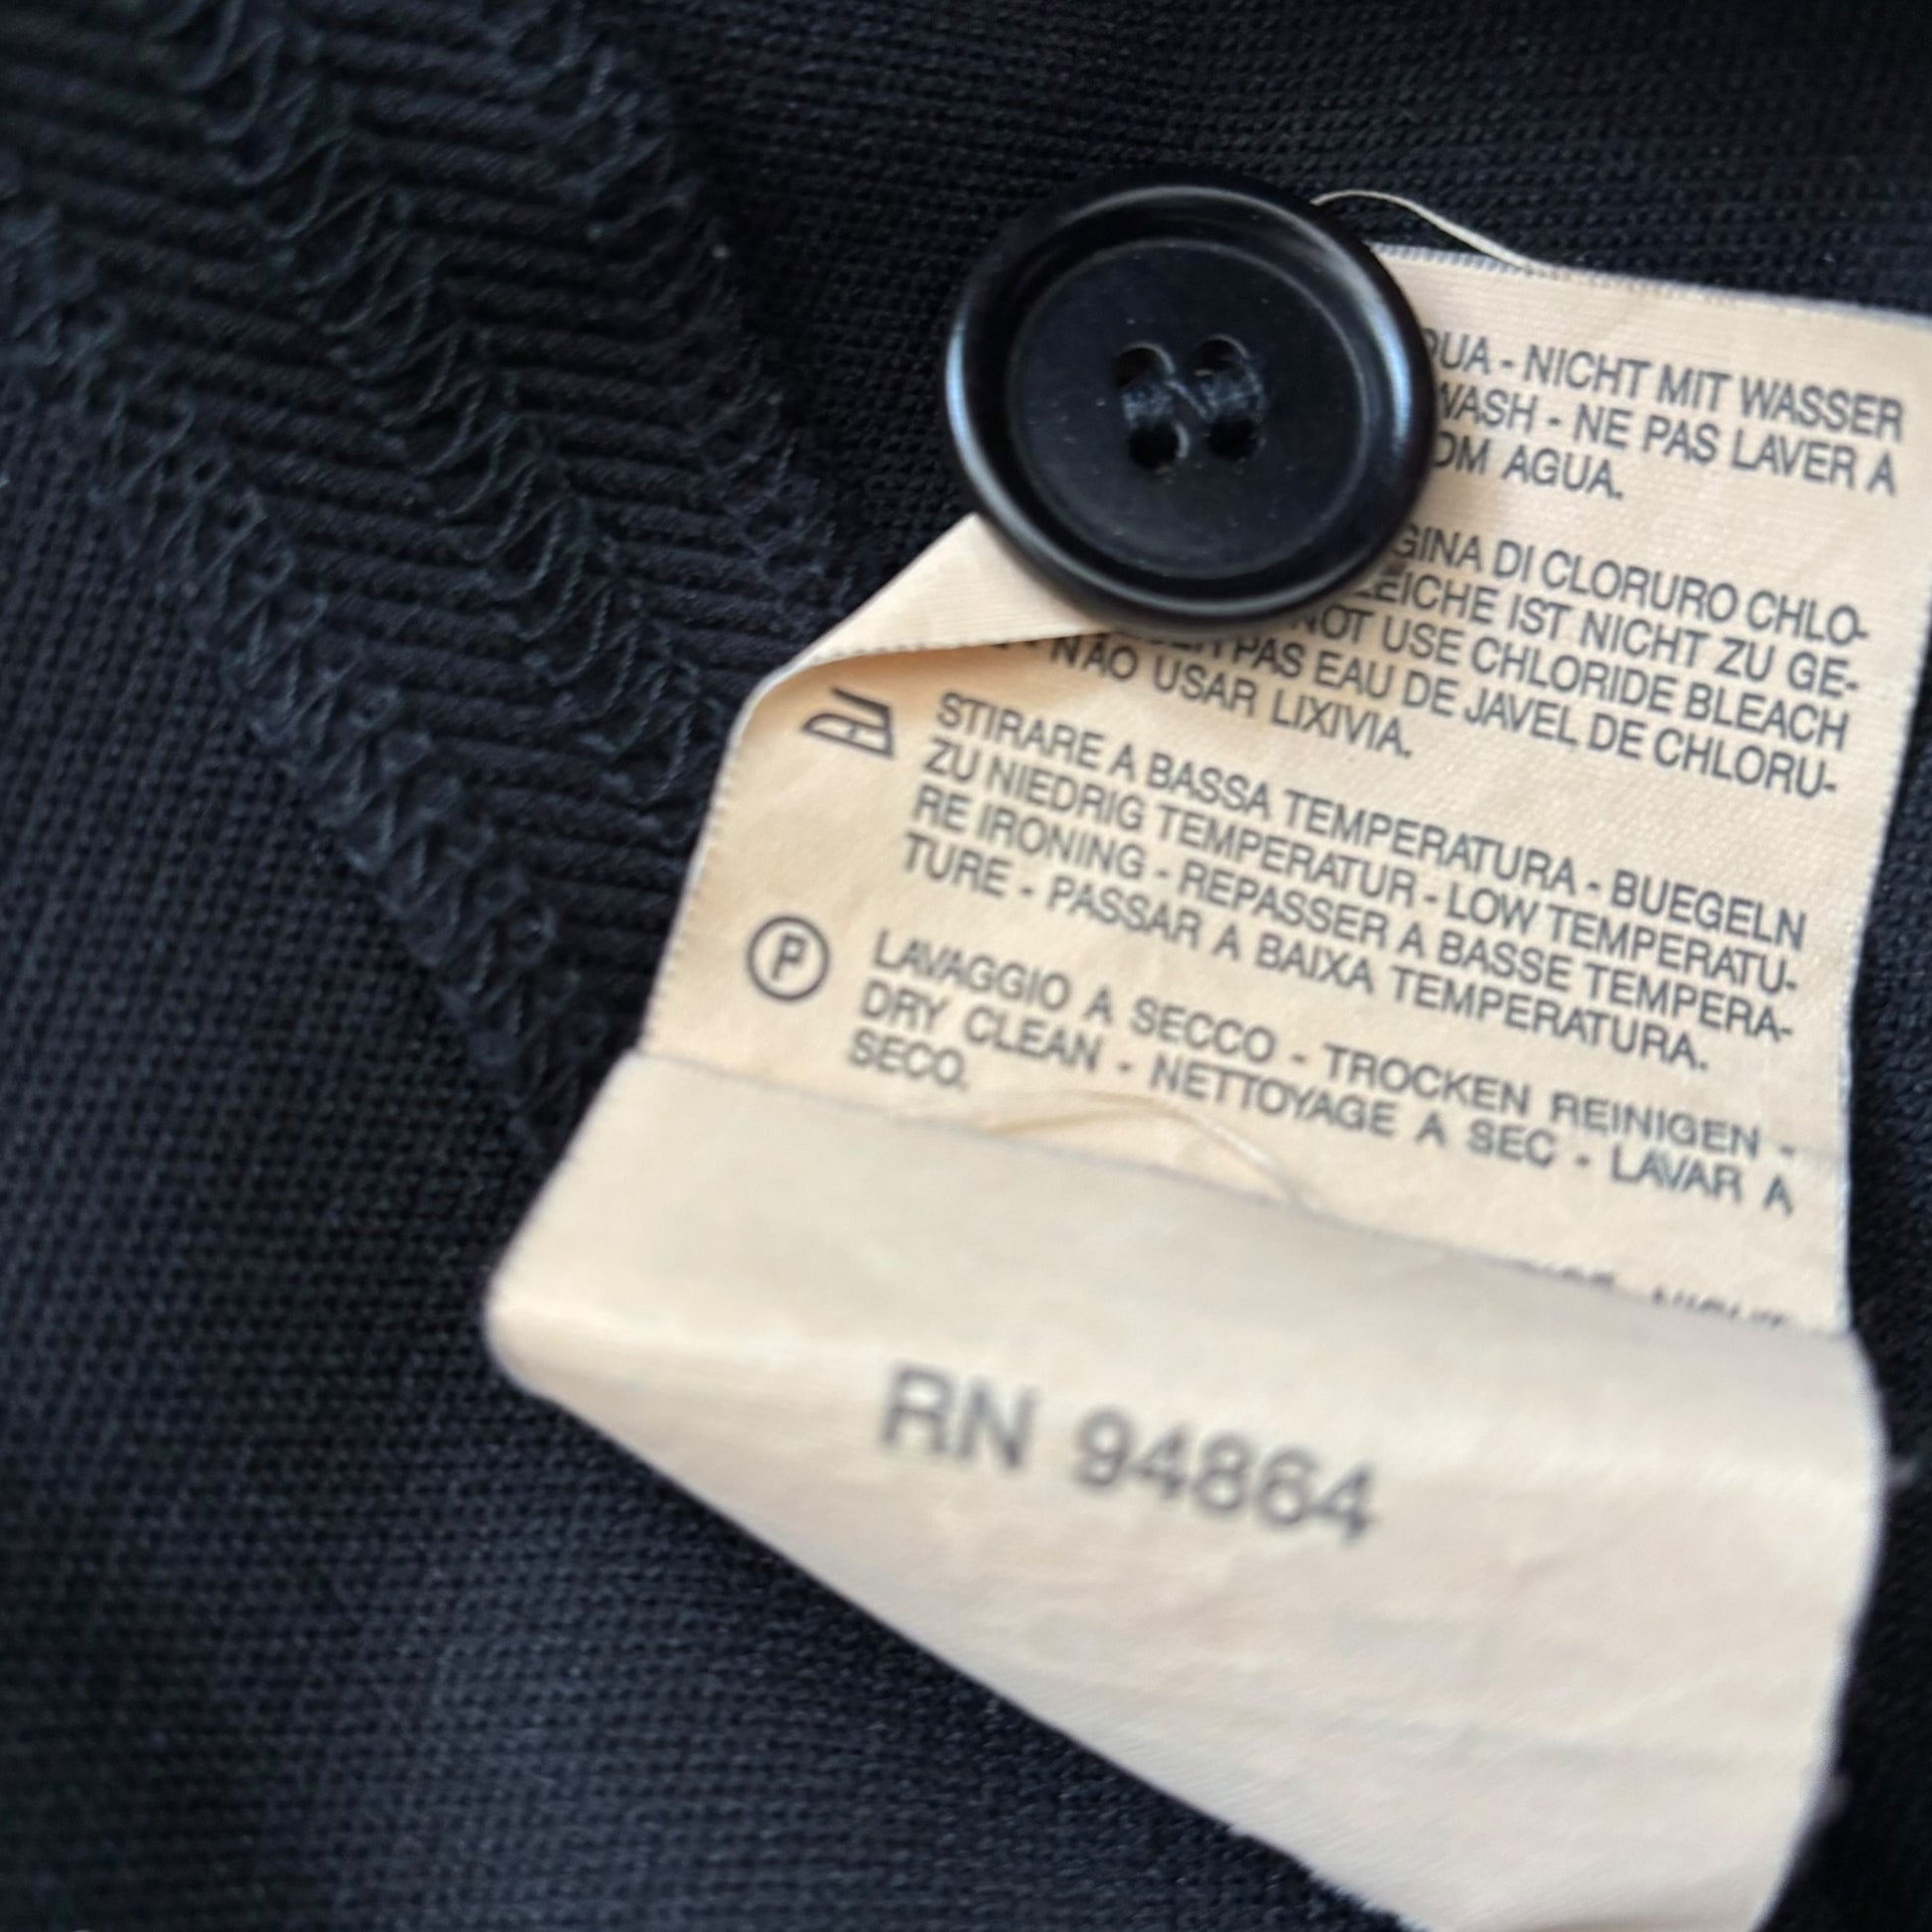 - NICHT MIT WASSER
WASH - NE PAS LAVER A
AGUA.
DI CLORURO CHLO-
IST NICHT ZU GE-
NOT USE CHLORIDE BLEACH
PAS EAU DE JAVEL DE CHLORU-
- NÃO USAR LIXIVIA.
STIRARE A BASSA TEMPERATURA - BUEGELN
ZU NIEDRIG TEMPERATUR - LOW TEMPERATU-
RE IRONING - REPASSER A BASSE TEMPERA-
TURE - PASSAR A BAIXA TEMPERATURA.
P
LAVAGGIO A SECCO - TROCKEN REINIGEN -
DRY CLEAN - NETTOYAGE A SEC - LAVAR A
SECO.
RN 94864